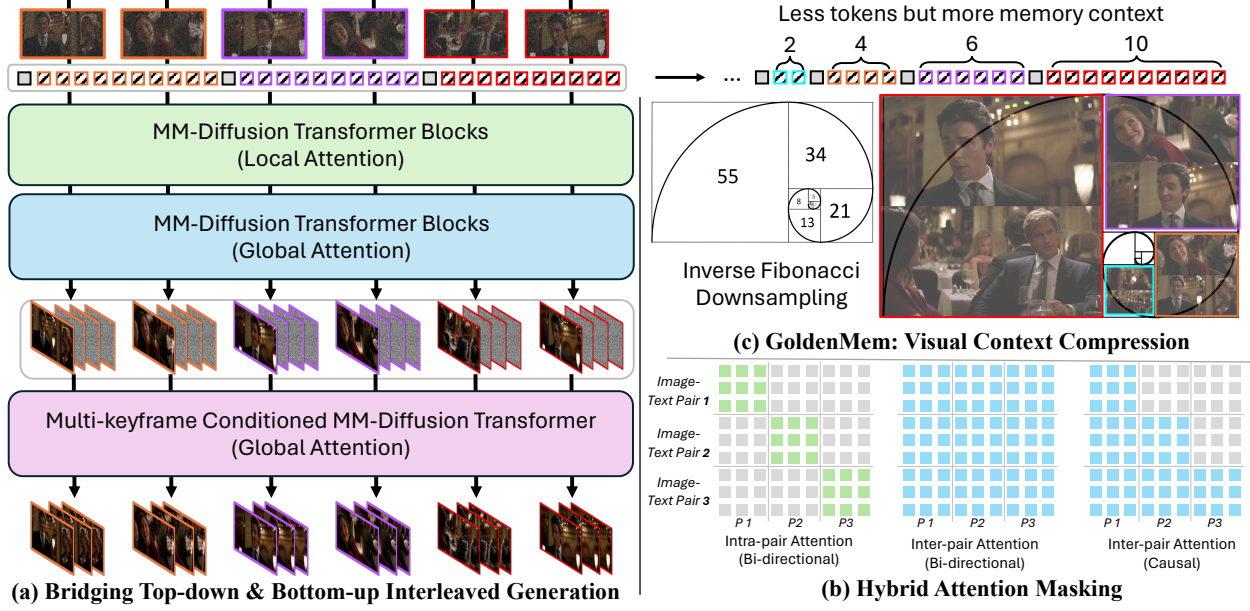 MM-Diffusion Transformer Blocks
(Local Attention)
MM-Diffusion Transformer Blocks
(Global Attention)
Multi-keyframe Conditioned MM-Diffusion Transformer
(Global Attention)
(a) Bridging Top-down & Bottom-up Interleaved Generation
Less tokens but more memory context
2 4 6 10
...
55
34
21
13
8
5
Inverse Fibonacci
Downsampling
(c) GoldenMem: Visual Context Compression
Image-
Text Pair 1
Image-
Text Pair 2
Image-
Text Pair 3
P 1 P2 P3 P 1 P2 P3 P 1 P2 P3
Intra-pair Attention
(Bi-directional)
Inter-pair Attention
(Bi-directional)
Inter-pair Attention
(Causal)
(b) Hybrid Attention Masking